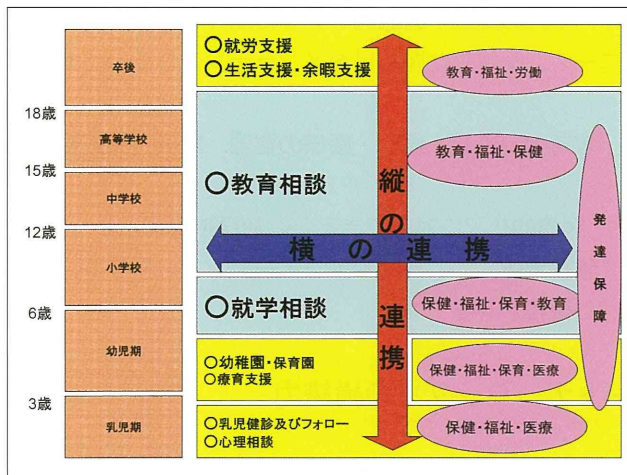 卒後
18歳
高等学校
15歳
中学校
12歳
小学校
6歳
幼児期
3歳
乳児期
○就労支援
○生活支援・余暇支援
教育・福祉・労働
○教育相談
教育・福祉・保健
縦の連携
横の連携
○就学相談
保健・福祉・保育・教育
○幼稚園・保育園
○療育支援
保健・福祉・保育・医療
○乳児健診及びフォロー
○心理相談
保健・福祉・医療
発達保障